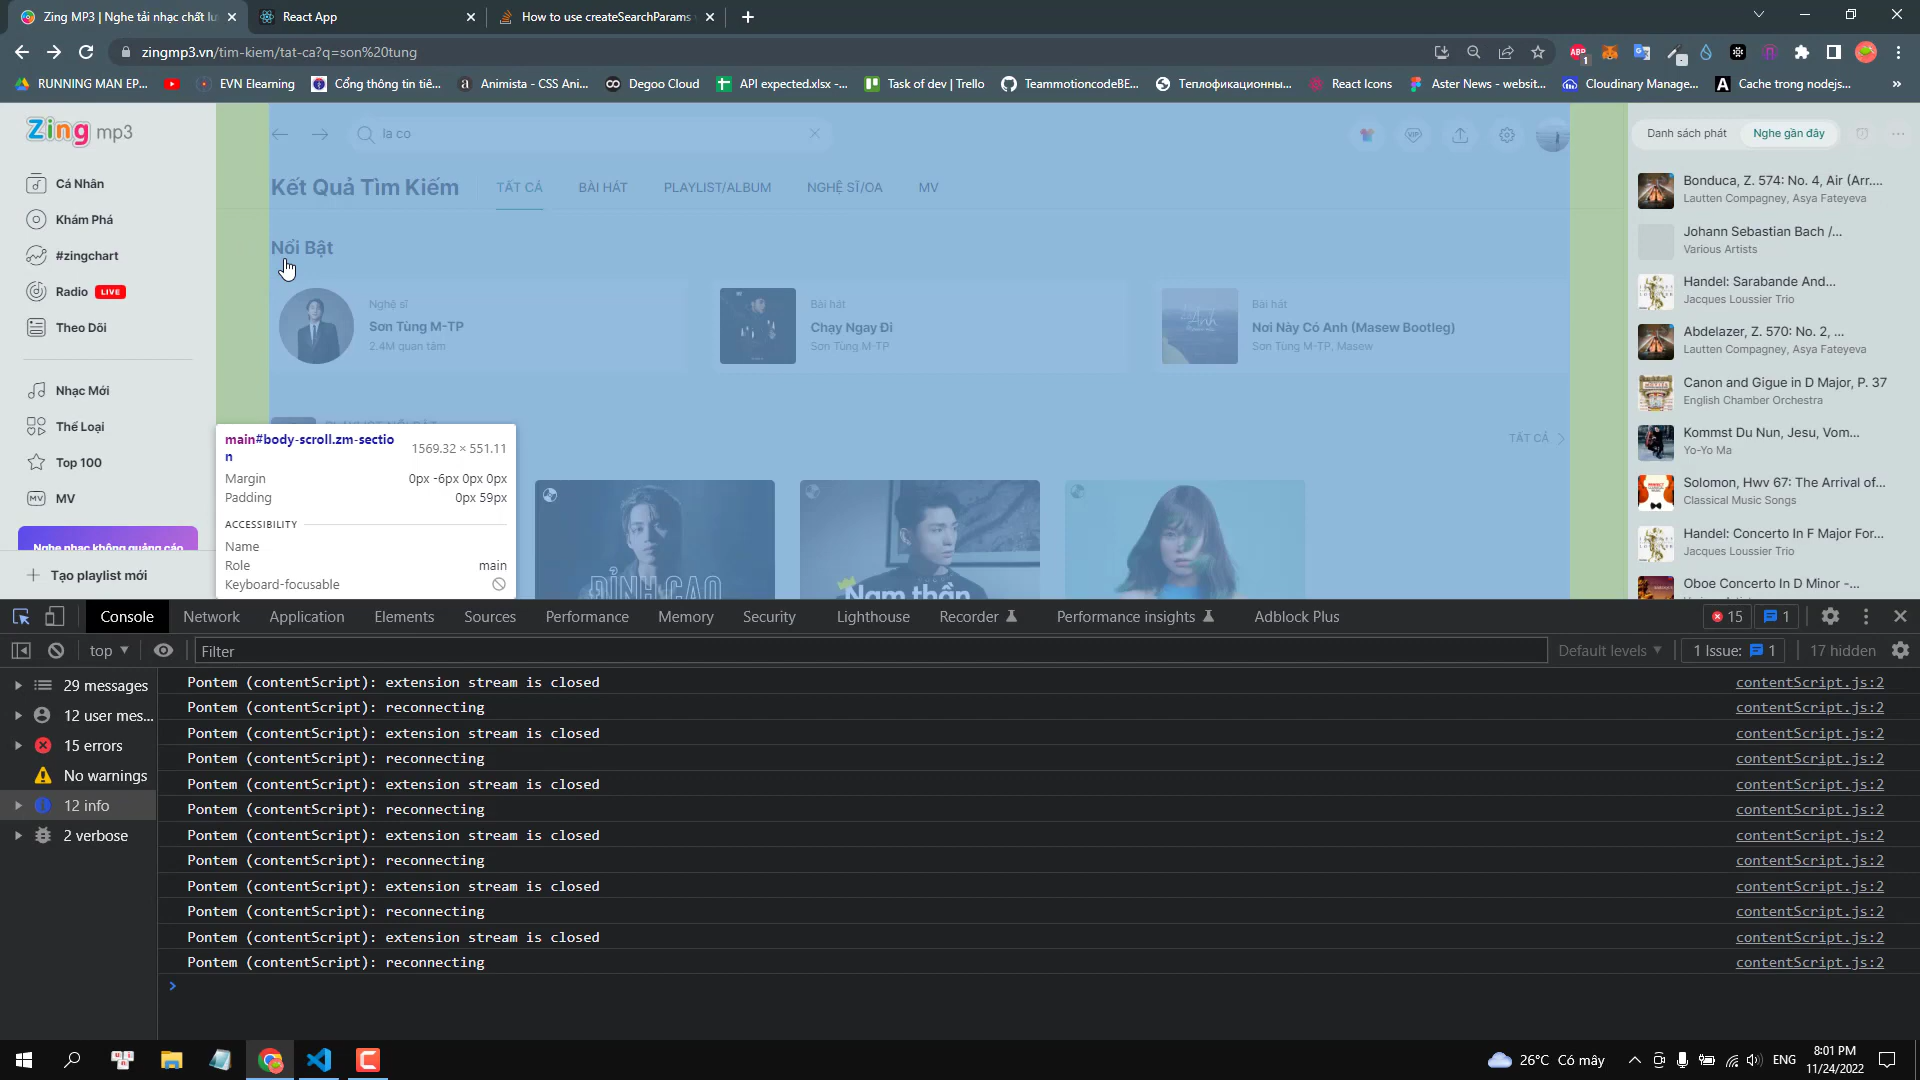 Zing MP3 | Nghe tải nhạc chất lư
React App
How to use createSearchParams
zingmp3.vn/tim-kiem/tat-ca?q=son%20tung
RUNNING MAN EP...
EVN Elearning
Cổng thông tin tiê...
Animista - CSS Ani...
Degoo Cloud
API expected.xlsx -...
Task of dev | Trello
TeammotioncodeBE...
Теплофикационны...
React Icons
Aster News - websit...
Cloudinary Manage...
Cache trong nodejs...
»
Zing mp3
Cá Nhân
Khám Phá
#zingchart
Radio LIVE
Theo Dõi
Nhạc Mới
Thể Loại
Top 100
MV
Nghe nhạc không quảng cáo
Tạo playlist mới
la co
VIP
Kết Quả Tìm Kiếm
TẤT CẢ
BÀI HÁT
PLAYLIST/ALBUM
NGHỆ SĨ/OA
MV
Nổi Bật
Nghệ sĩ
Sơn Tùng M-TP
2.4M quan tâm
Bài hát
Chạy Ngay Đi
Sơn Tùng M-TP
Bài hát
Nơi Này Có Anh (Masew Bootleg)
Sơn Tùng M-TP, Masew
PLAYLIST NỔI BẬT
TẤT CẢ
ĐỈNH CAO
Nam thần
main#body-scroll.zm-sectio
n
1569.32 × 551.11
Margin
0px -6px 0px 0px
Padding
0px 59px
ACCESSIBILITY
Name
Role
main
Keyboard-focusable
Danh sách phát
Nghe gần đây
Bonduca, Z. 574: No. 4, Air (Arr....
Lautten Compagney, Asya Fateyeva
Johann Sebastian Bach /...
Various Artists
Handel: Sarabande And...
Jacques Loussier Trio
Abdelazer, Z. 570: No. 2, ...
Lautten Compagney, Asya Fateyeva
Canon and Gigue in D Major, P. 37
English Chamber Orchestra
Kommst Du Nun, Jesu, Vom...
Yo-Yo Ma
Solomon, Hwv 67: The Arrival of...
Classical Music Songs
Handel: Concerto In F Major For...
Jacques Loussier Trio
Oboe Concerto In D Minor -...
Console
Network
Application
Elements
Sources
Performance
Memory
Security
Lighthouse
Recorder
Performance insights
Adblock Plus
15
1
top
Filter
Default levels
1 Issue: 1
17 hidden
29 messages
12 user mes...
15 errors
No warnings
12 info
2 verbose
Pontem (contentScript): extension stream is closed contentScript.js:2
Pontem (contentScript): reconnecting contentScript.js:2
Pontem (contentScript): extension stream is closed contentScript.js:2
Pontem (contentScript): reconnecting contentScript.js:2
Pontem (contentScript): extension stream is closed contentScript.js:2
Pontem (contentScript): reconnecting contentScript.js:2
Pontem (contentScript): extension stream is closed contentScript.js:2
Pontem (contentScript): reconnecting contentScript.js:2
Pontem (contentScript): extension stream is closed contentScript.js:2
Pontem (contentScript): reconnecting contentScript.js:2
Pontem (contentScript): extension stream is closed contentScript.js:2
Pontem (contentScript): reconnecting contentScript.js:2
26°C Có mây
ENG
8:01 PM
11/24/2022